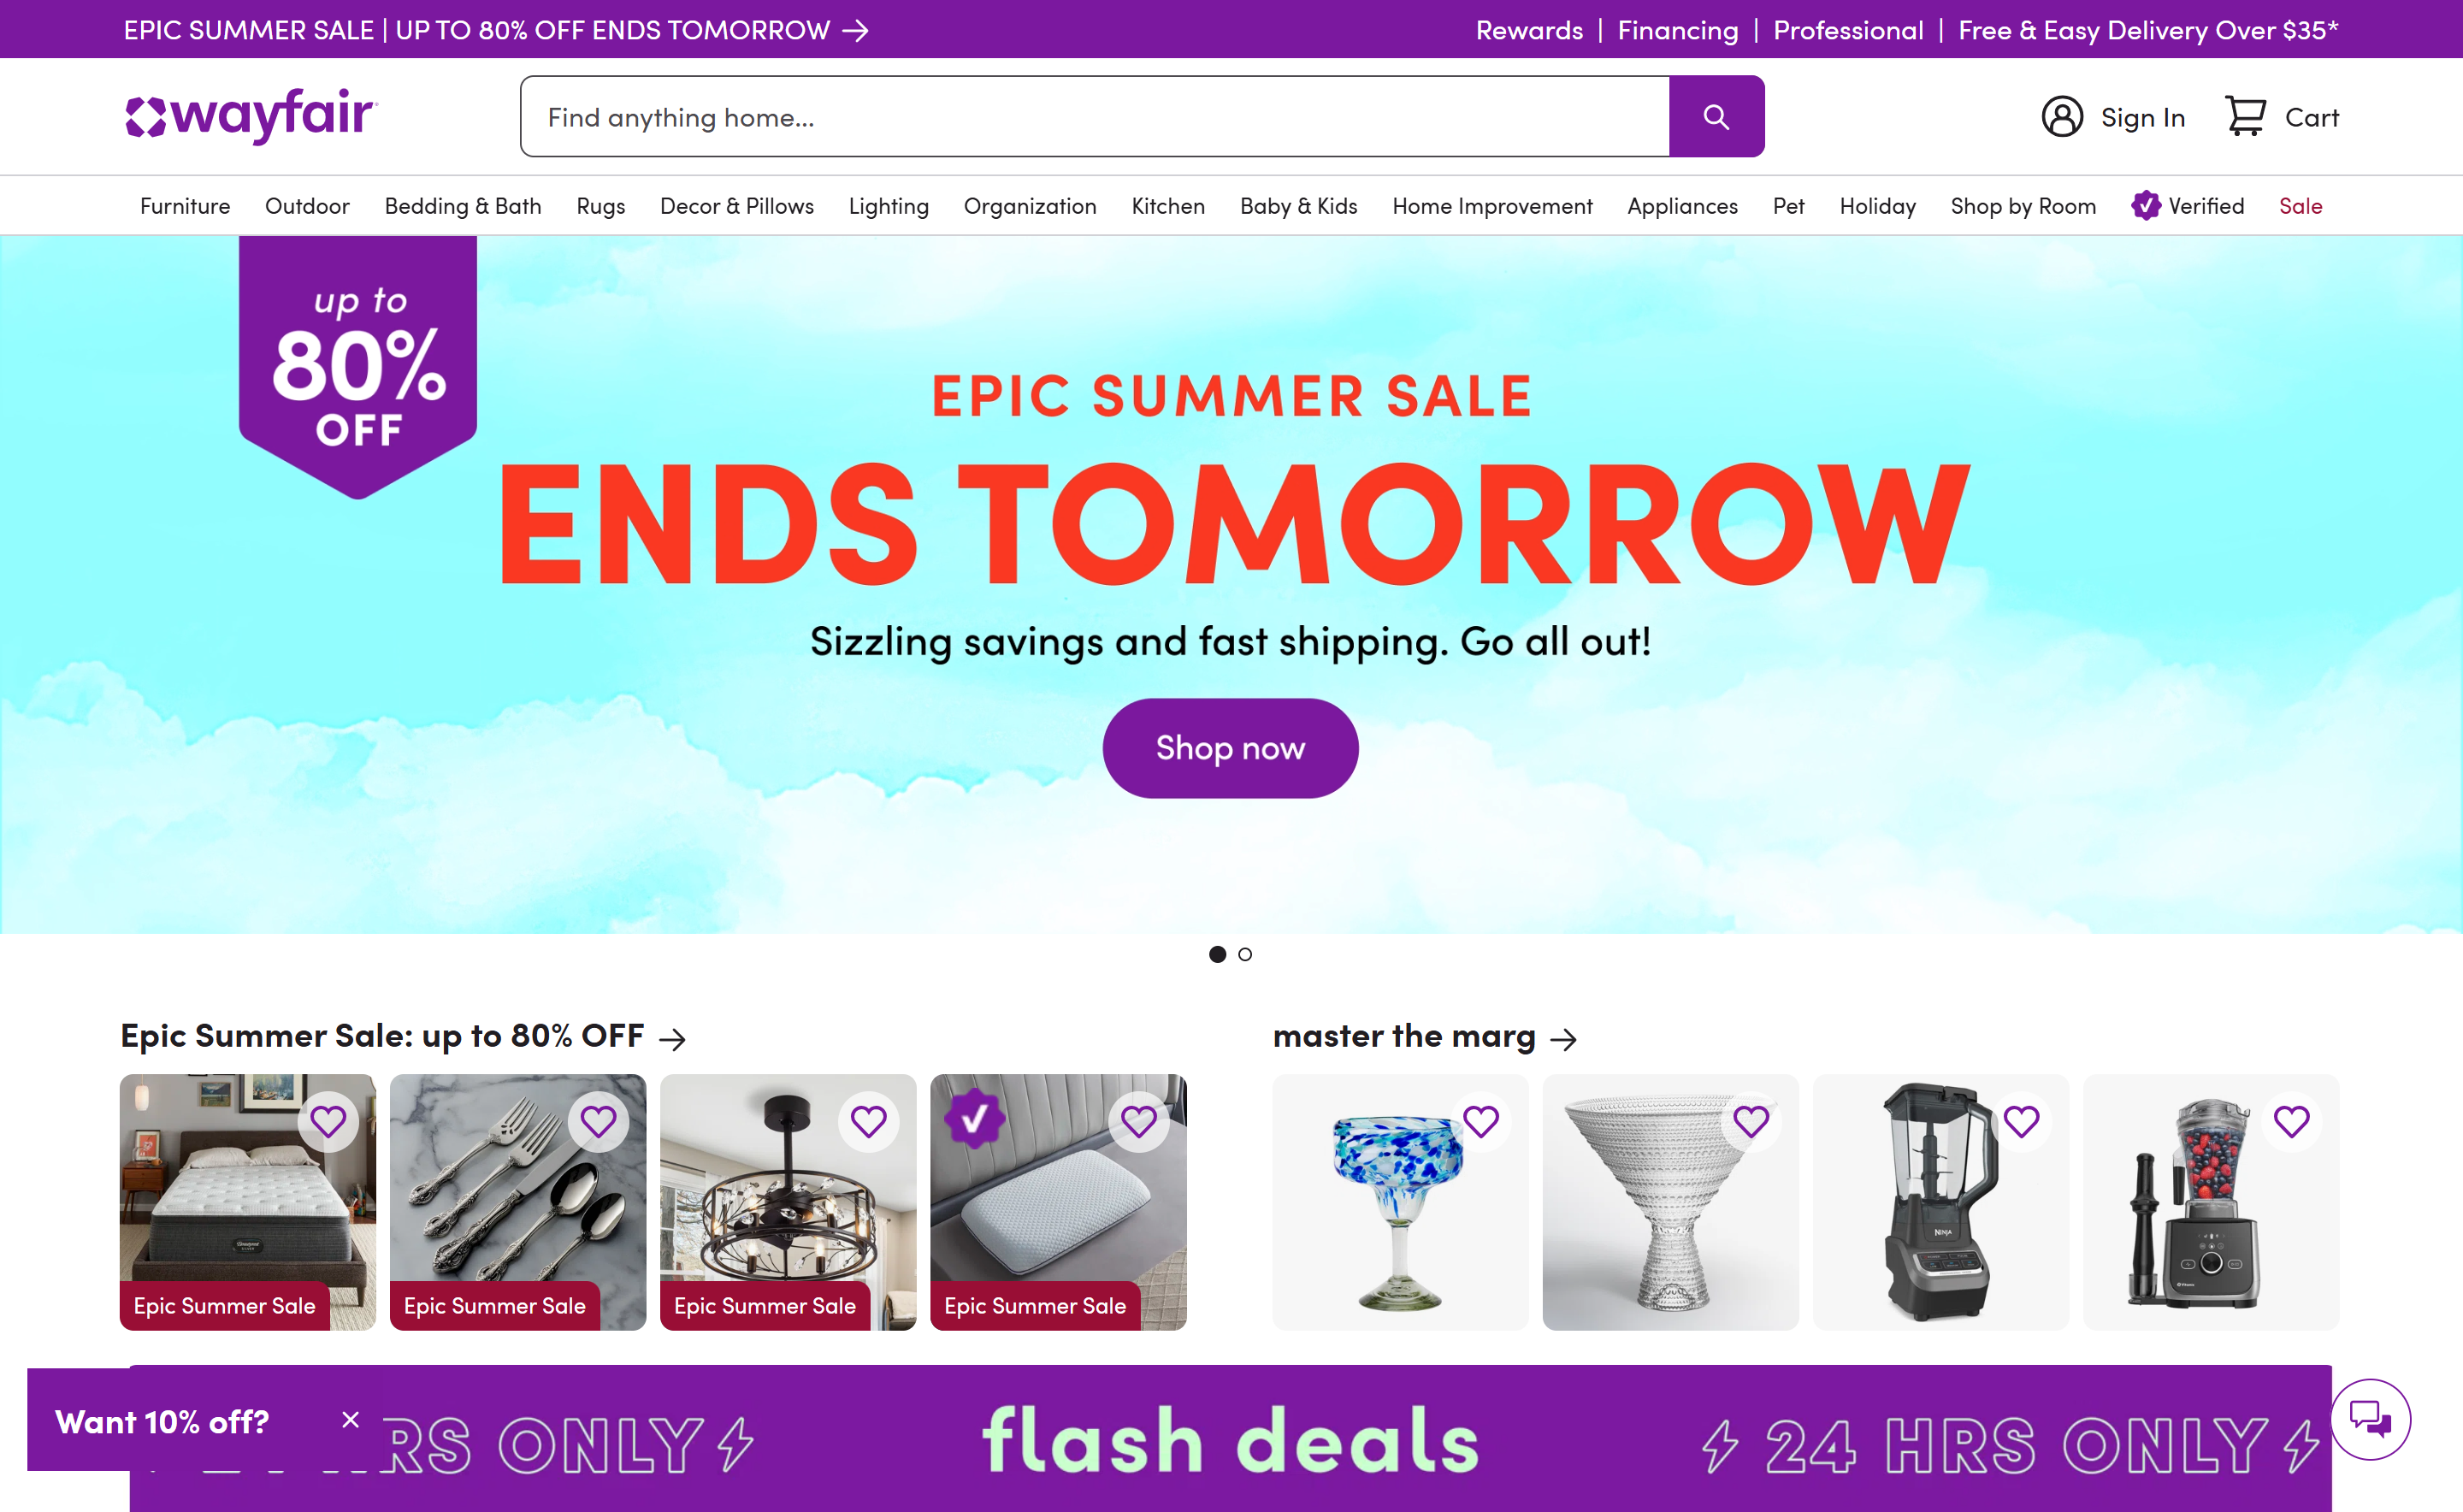 EPIC SUMMER SALE | UP TO 80% OFF ENDS TOMORROW →
Rewards | Financing | Professional | Free & Easy Delivery Over $35*
wayfair
Find anything home...
Sign In
Cart
Furniture Outdoor Bedding & Bath Rugs Decor & Pillows Lighting Organization Kitchen Baby & Kids Home Improvement Appliances Pet Holiday Shop by Room Verified Sale
up to
80%
OFF
EPIC SUMMER SALE
ENDS TOMORROW
Sizzling savings and fast shipping. Go all out!
Shop now
Epic Summer Sale: up to 80% OFF →
master the marg →
NINJA
Epic Summer Sale
Epic Summer Sale
Epic Summer Sale
Epic Summer Sale
Want 10% off?
RS ONLY
flash deals
24 HRS ONLY